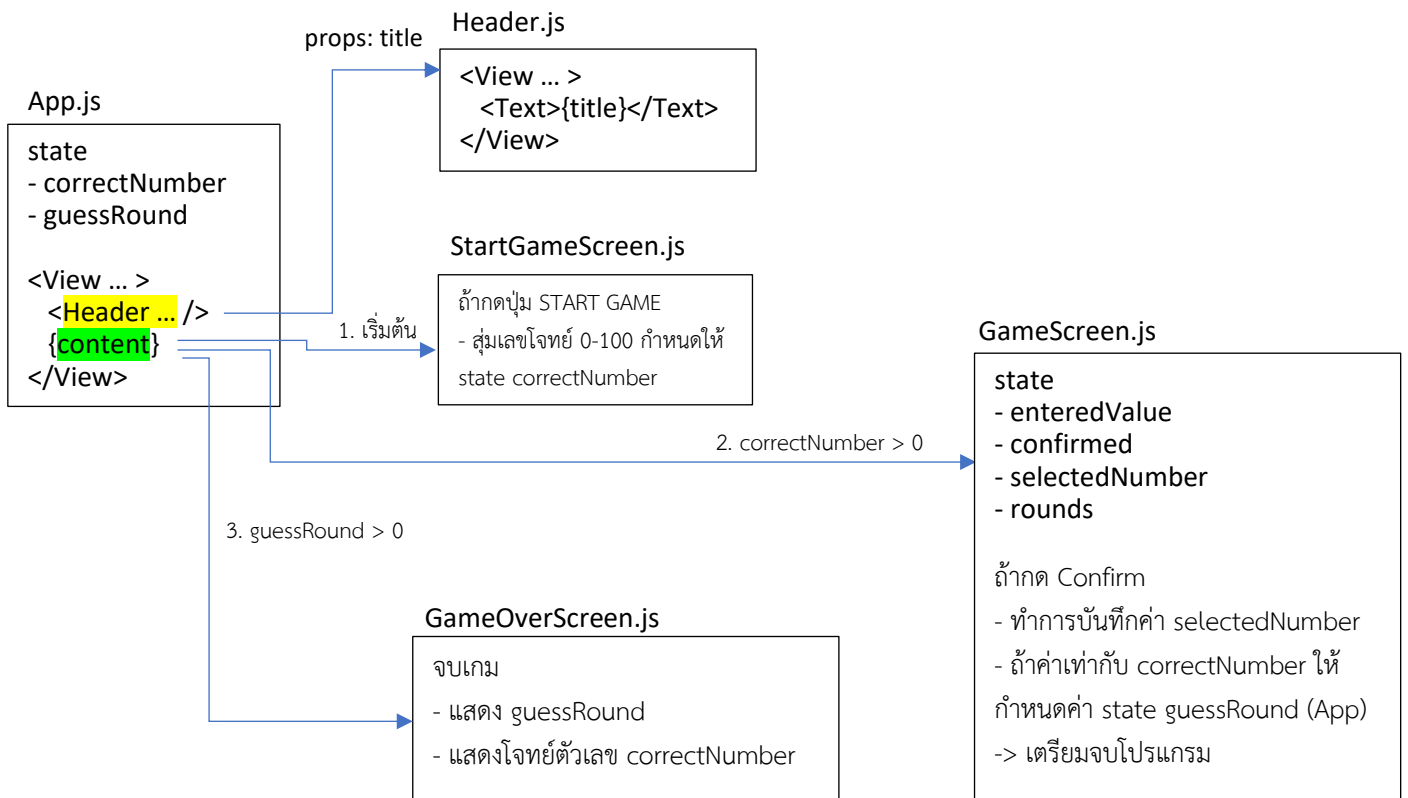 Header.js
props: title
<View ... >
<Text>{title}</Text>
</View>
App.js
state
- correctNumber
- guessRound
<View ... >
<Header ... />
{content}
</View>
StartGameScreen.js
1. เริ่มต้น
ถ้ากดปุ่ม START GAME
- สุ่มเลขโจทย์ 0-100 กำหนดให้
state correctNumber
2. correctNumber > 0
GameScreen.js
state
- enteredValue
- confirmed
- selectedNumber
- rounds
ถ้ากด Confirm
- ทำการบันทึกค่า selectedNumber
- ถ้าค่าเท่ากับ correctNumber ให้
กำหนดค่า state guessRound (App)
-> เตรียมจบโปรแกรม
3. guessRound > 0
GameOverScreen.js
จบเกม
- แสดง guessRound
- แสดงโจทย์ตัวเลข correctNumber